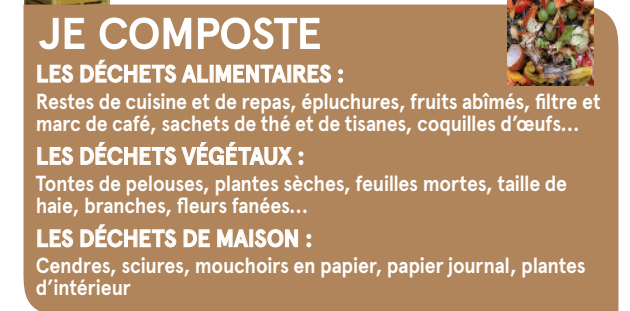 JE COMPOSTE
LES DÉCHETS ALIMENTAIRES :
Restes de cuisine et de repas, épluchures, fruits abîmés, filtre et
marc de café, sachets de thé et de tisanes, coquilles d'œufs...
LES DÉCHETS VÉGÉTAUX :
Tontes de pelouses, plantes sèches, feuilles mortes, taille de
haie, branches, fleurs fanées...
LES DÉCHETS DE MAISON :
Cendres, sciures, mouchoirs en papier, papier journal, plantes
d'intérieur